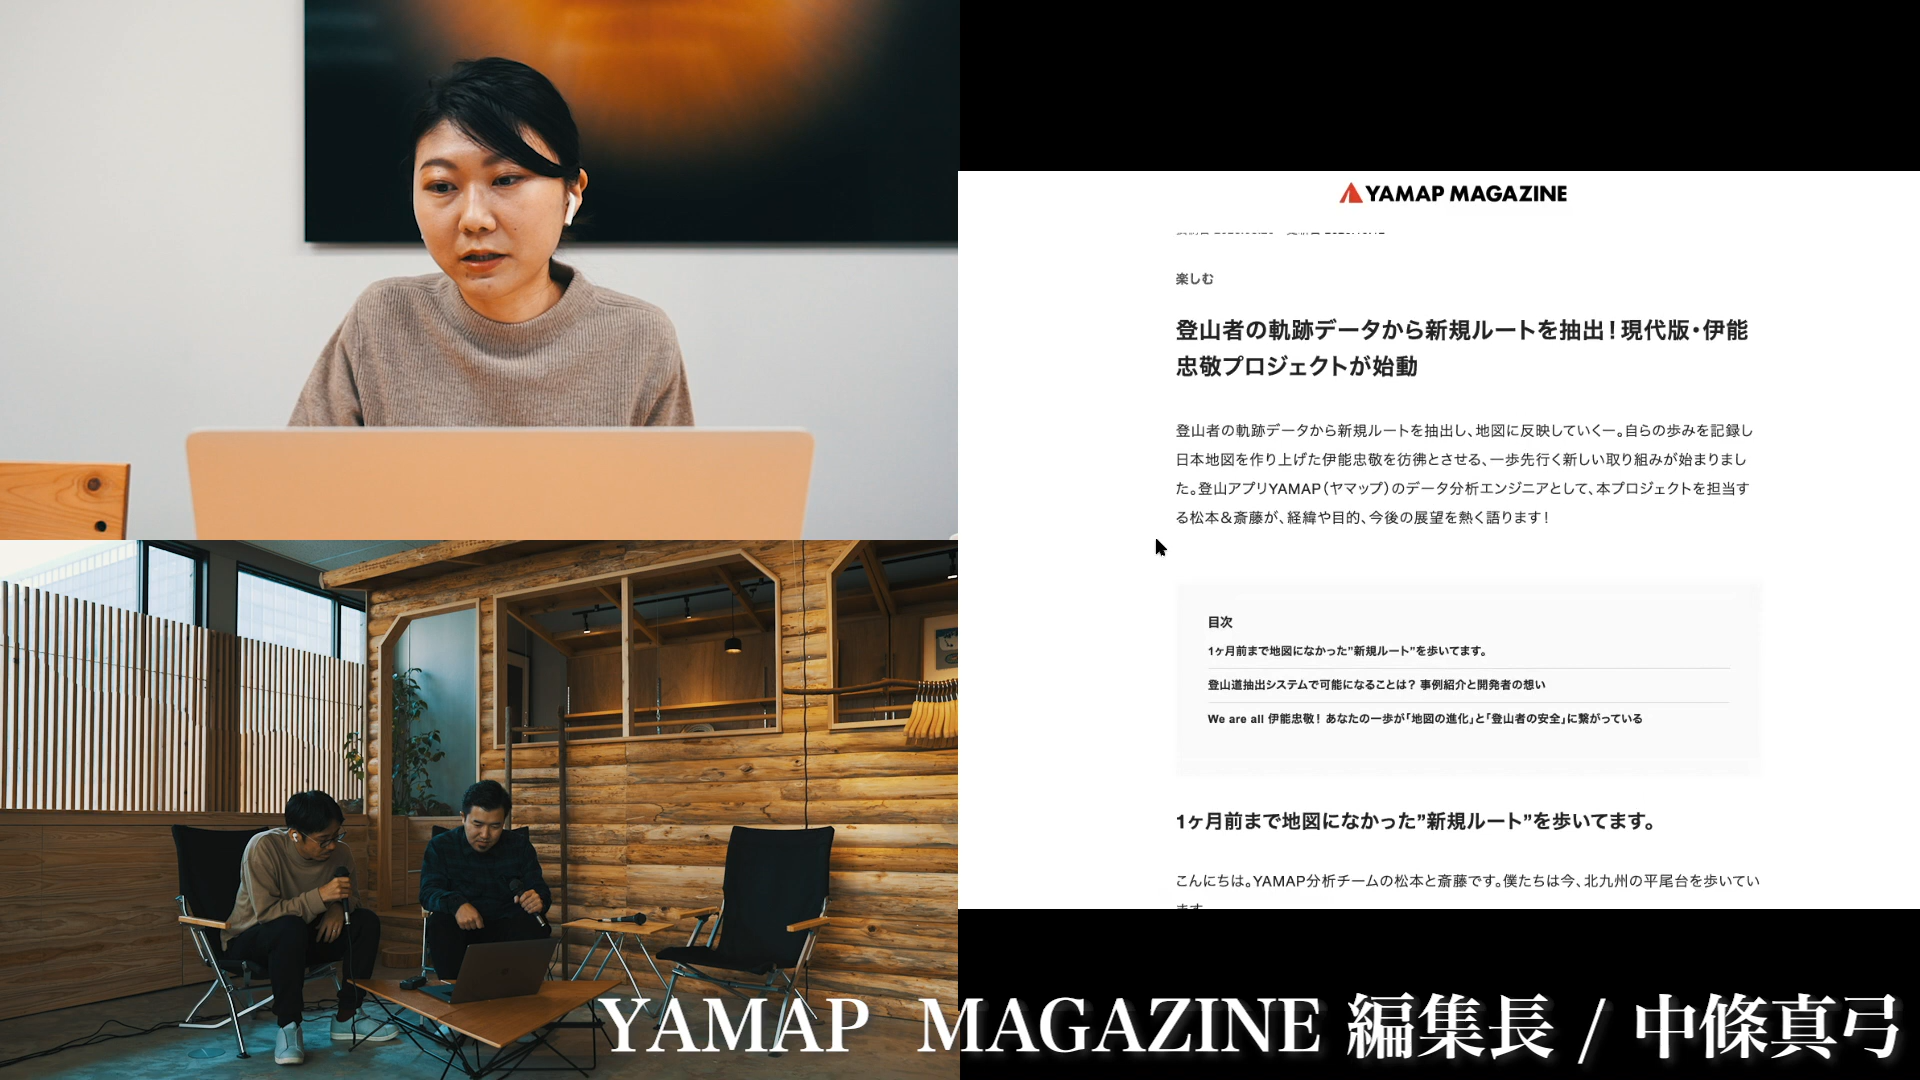 YAMAP MAGAZINE
楽しむ
登山者の軌跡データから新規ルートを抽出！現代版・伊能
忠敬プロジェクトが始動
登山者の軌跡データから新規ルートを抽出し、地図に反映していくー。自らの歩みを記録し
日本地図を作り上げた伊能忠敬を彷彿とさせる、一歩先行く新しい取り組みが始まりまし
た。登山アプリYAMAP（ヤマップ）のデータ分析エンジニアとして、本プロジェクトを担当す
る松本＆斎藤が、経緯や目的、今後の展望を熱く語ります！
目次
1ヶ月前まで地図になかった”新規ルート”を歩いてます。
登山道抽出システムで可能になることは？ 事例紹介と開発者の想い
We are all 伊能忠敬！ あなたの一歩が「地図の進化」と「登山者の安全」に繋がっている
1ヶ月前まで地図になかった”新規ルート”を歩いてます。
こんにちは。YAMAP分析チームの松本と斎藤です。僕たちは今、北九州の平尾台を歩いてい
YAMAP MAGAZINE 編集長 / 中條真弓